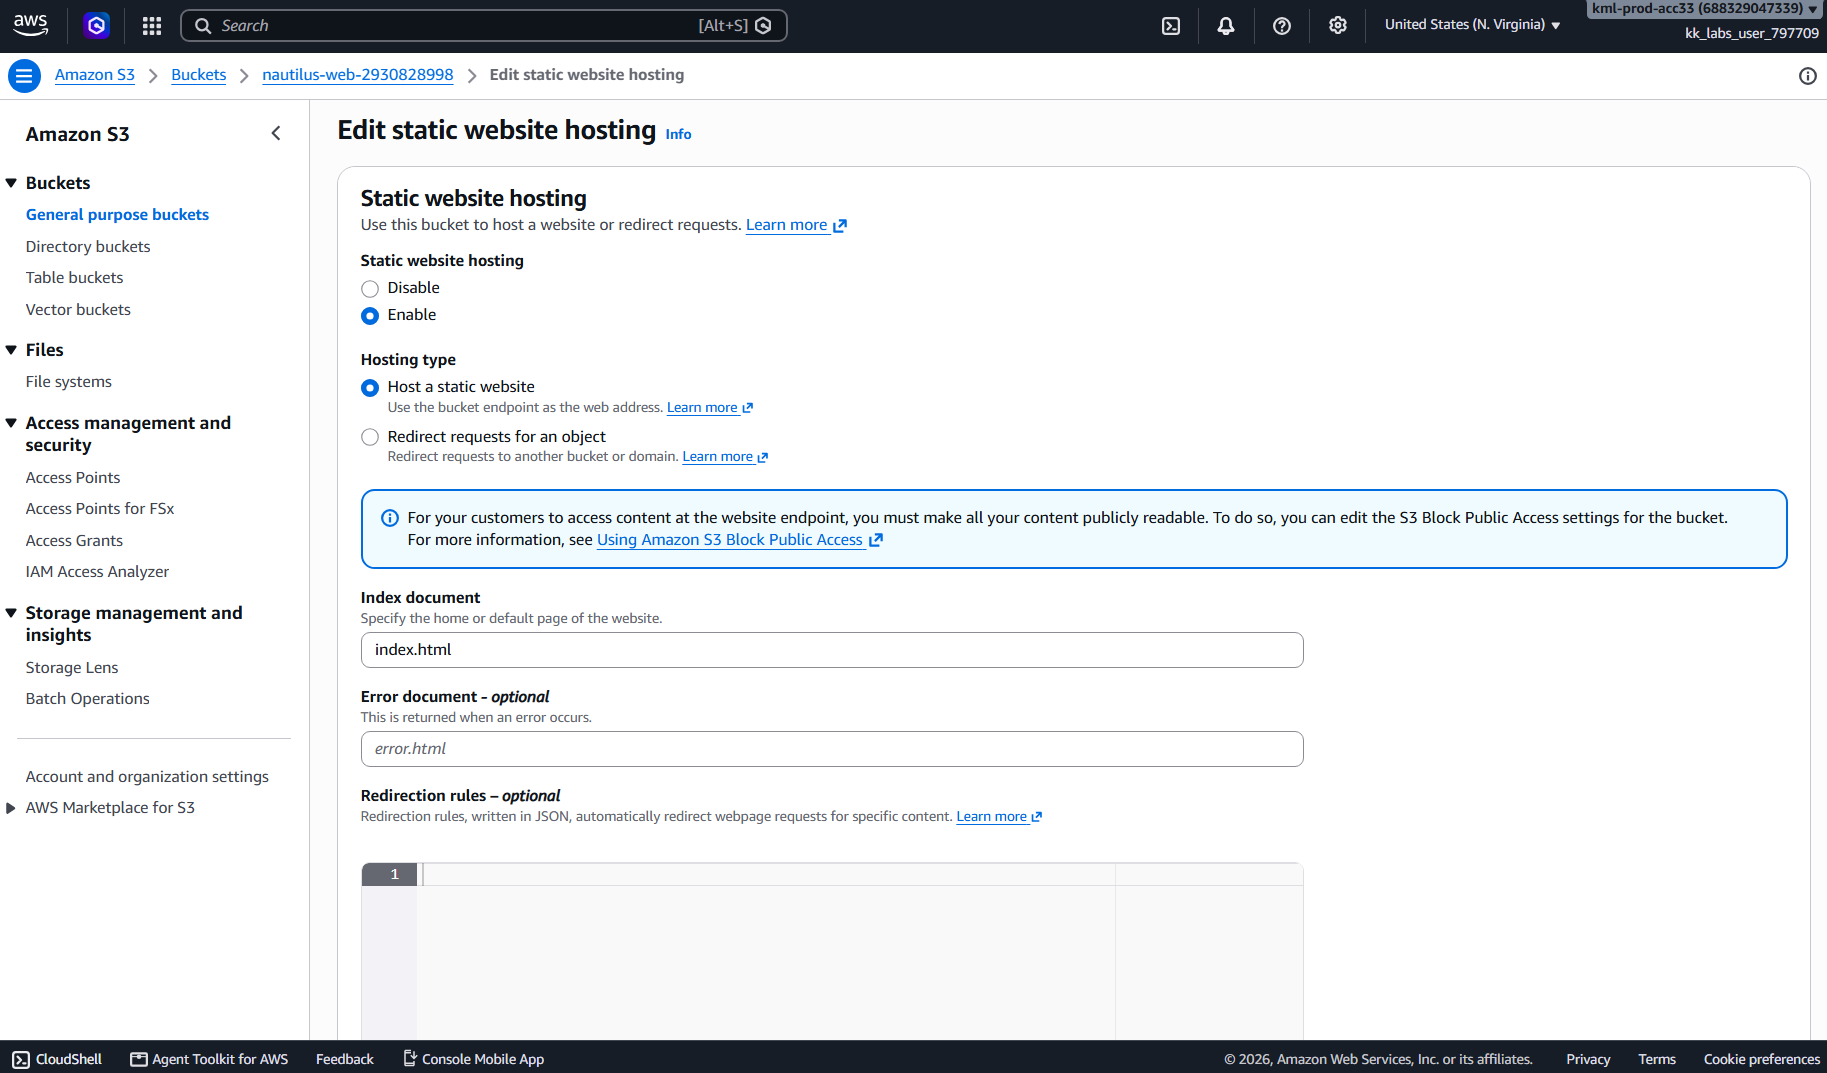 aws
Search
[Alt+S]
United States (N. Virginia)
kml-prod-acc33 (688329047339)
kk_labs_user_797709
Amazon S3
Buckets
nautilus-web-2930828998
Edit static website hosting
Amazon S3
Buckets
General purpose buckets
Directory buckets
Table buckets
Vector buckets
Files
File systems
Access management and
security
Access Points
Access Points for FSx
Access Grants
IAM Access Analyzer
Storage management and
insights
Storage Lens
Batch Operations
Account and organization settings
AWS Marketplace for S3
Edit static website hosting Info
Static website hosting
Use this bucket to host a website or redirect requests. Learn more
Static website hosting
Disable
Enable
Hosting type
Host a static website
Use the bucket endpoint as the web address. Learn more
Redirect requests for an object
Redirect requests to another bucket or domain. Learn more
For your customers to access content at the website endpoint, you must make all your content publicly readable. To do so, you can edit the S3 Block Public Access settings for the bucket.
For more information, see Using Amazon S3 Block Public Access
Index document
Specify the home or default page of the website.
index.html
Error document - optional
This is returned when an error occurs.
error.html
Redirection rules – optional
Redirection rules, written in JSON, automatically redirect webpage requests for specific content. Learn more
1
CloudShell
Agent Toolkit for AWS
Feedback
Console Mobile App
© 2026, Amazon Web Services, Inc. or its affiliates.
Privacy
Terms
Cookie preferences